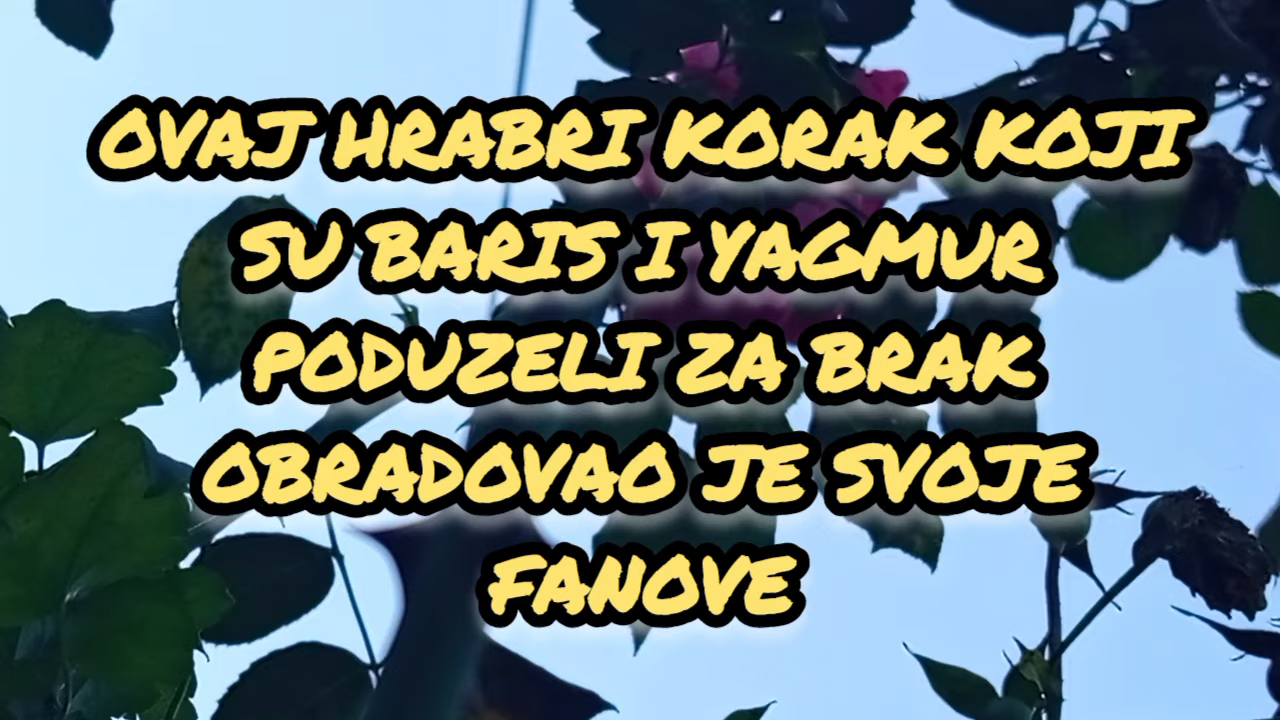 OVAJ HRABRI KORAK KOJI
SU BARIS I YAGMUR
PODUZELI ZA BRAK
OBRADOVAO JE SVOJE
FANOVE